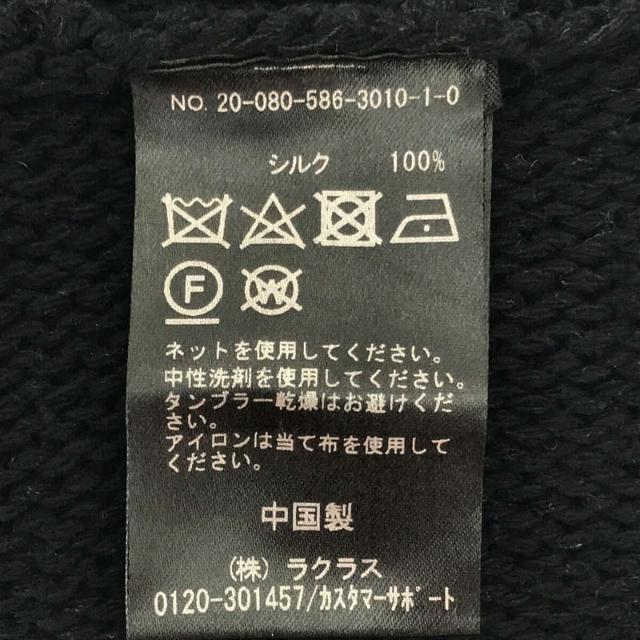 NO. 20-080-586-3010-1-0
シルク 100%
F
W
ネットを使用してください。
中性洗剤を使用してください。
タンブラー乾燥はお避けくだ
さい。
アイロンは当て布を使用して
ください。
中国製
(株) ラクラス
0120-301457/ｶｽﾀﾏｰｻﾎﾟｰﾄ